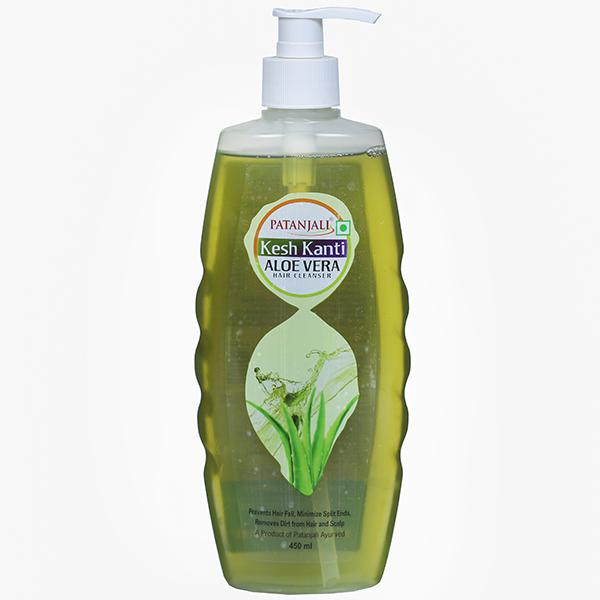 PATANJALI®
Kesh Kanti
ALOE VERA
HAIR CLEANSER
Prevents Hair Fall, Minimize Split Ends,
Removes Dirt from Hair and Scalp
A Product of Patanjali Ayurved
450 ml